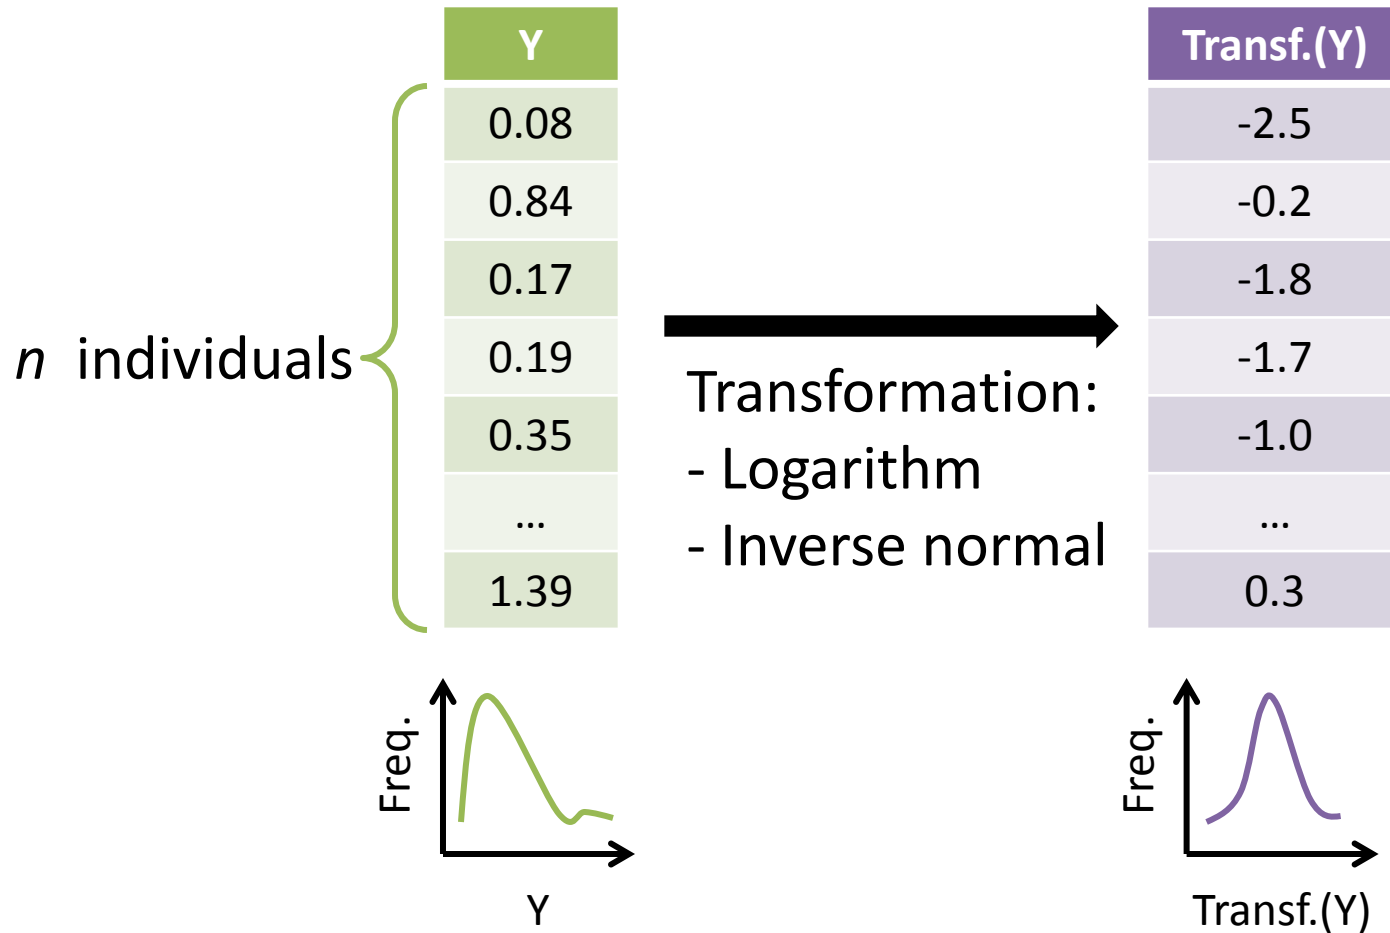 Y
0.08
0.84
0.17
0.19
0.35
...
1.39
n individuals
Transformation:
- Logarithm
- Inverse normal
Transf.(Y)
-2.5
-0.2
-1.8
-1.7
-1.0
...
0.3
Freq.
Y
Freq.
Transf.(Y)